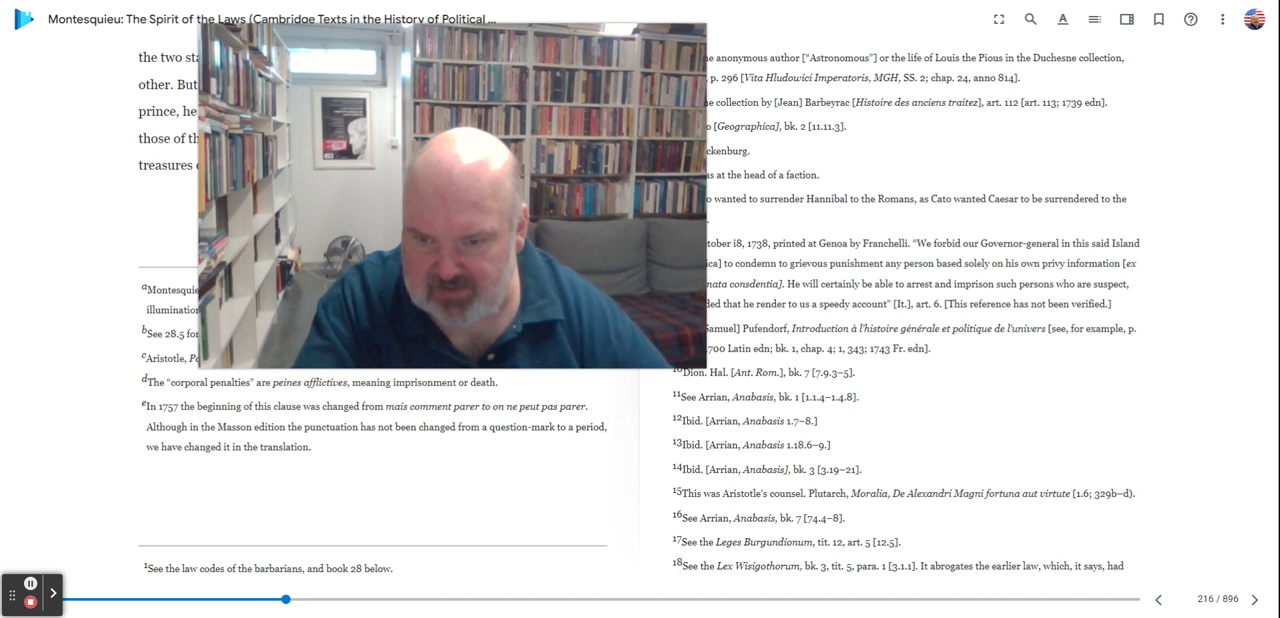 Montesquieu: The Spirit of the Laws (Cambridge Texts in the History of Political ...
the two
other. But
prince, he
those of
treasures
ᵃMontesquie
illumination
ᵇSee 28.5 for
ᶜAristotle,
ᵈThe “corporal penalties” are peines afflictives, meaning imprisonment or death.
ᵉIn 1757 the beginning of this clause was changed from mais comment parer to on ne peut pas parer.
Although in the Masson edition the punctuation has not been changed from a question-mark to a period,
we have changed it in the translation.
¹See the law codes of the barbarians, and book 28 below.
anonymous author [“Astronomus”] or the life of Louis the Pious in the Duchesne collection,
p. 296 [Vita Hludowici Imperatoris, MGH, SS. 2; chap. 24, anno 814].
collection by [Jean] Barbeyrac [Histoire des anciens traitez], art. 112 [art. 113; 1739 edn].
[Geographica], bk. 2 [11.11.3].
ckenburg.
as at the head of a faction.
wanted to surrender Hannibal to the Romans, as Cato wanted Caesar to be surrendered to the
tober i8, 1738, printed at Genoa by Franchelli. “We forbid our Governor-general in this said Island
ica] to condemn to grievous punishment any person based solely on his own privy information [ex
nata consdentia]. He will certainly be able to arrest and imprison such persons who are suspect,
ded that he render to us a speedy account” [It.], art. 6. [This reference has not been verified.]
Samuel] Pufendorf, Introduction à l’histoire générale et politique de l’univers [see, for example, p.
700 Latin edn; bk. 1, chap. 4; 1, 343; 1743 Fr. edn].
¹⁰Dion. Hal. [Ant. Rom.], bk. 7 [7.9.3–5].
¹¹See Arrian, Anabasis, bk. 1 [1.1.4–1.4.8].
¹²Ibid. [Arrian, Anabasis 1.7–8.]
¹³Ibid. [Arrian, Anabasis 1.18.6–9.]
¹⁴Ibid. [Arrian, Anabasis], bk. 3 [3.19–21].
¹⁵This was Aristotle’s counsel. Plutarch, Moralia, De Alexandri Magni fortuna aut virtute [1.6; 329b–d).
¹⁶See Arrian, Anabasis, bk. 7 [74.4–8].
¹⁷See the Leges Burgundionum, tit. 12, art. 5 [12.5].
¹⁸See the Lex Wisigothorum, bk. 3, tit. 5, para. 1 [3.1.1]. It abrogates the earlier law, which, it says, had
216 / 896